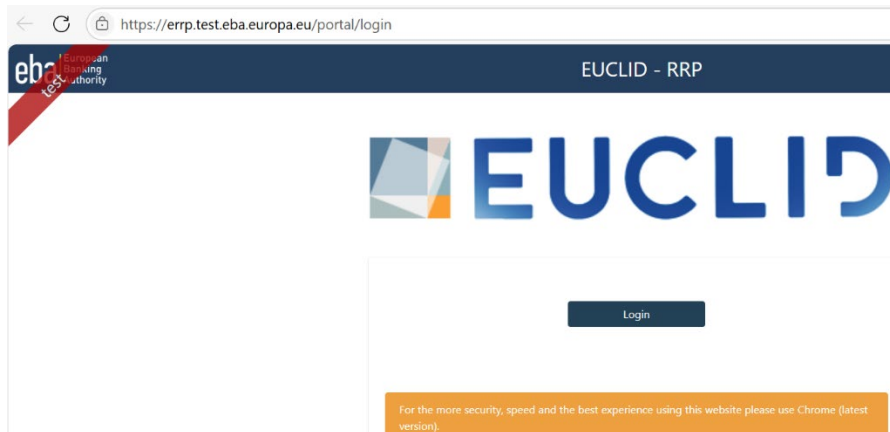 https://errp.test.eba.europa.eu/portal/login
eba European
Banking
Authority
test
EUCLID - RRP
EUCLID
Login
For the more security, speed and the best experience using this website please use Chrome (latest
version).